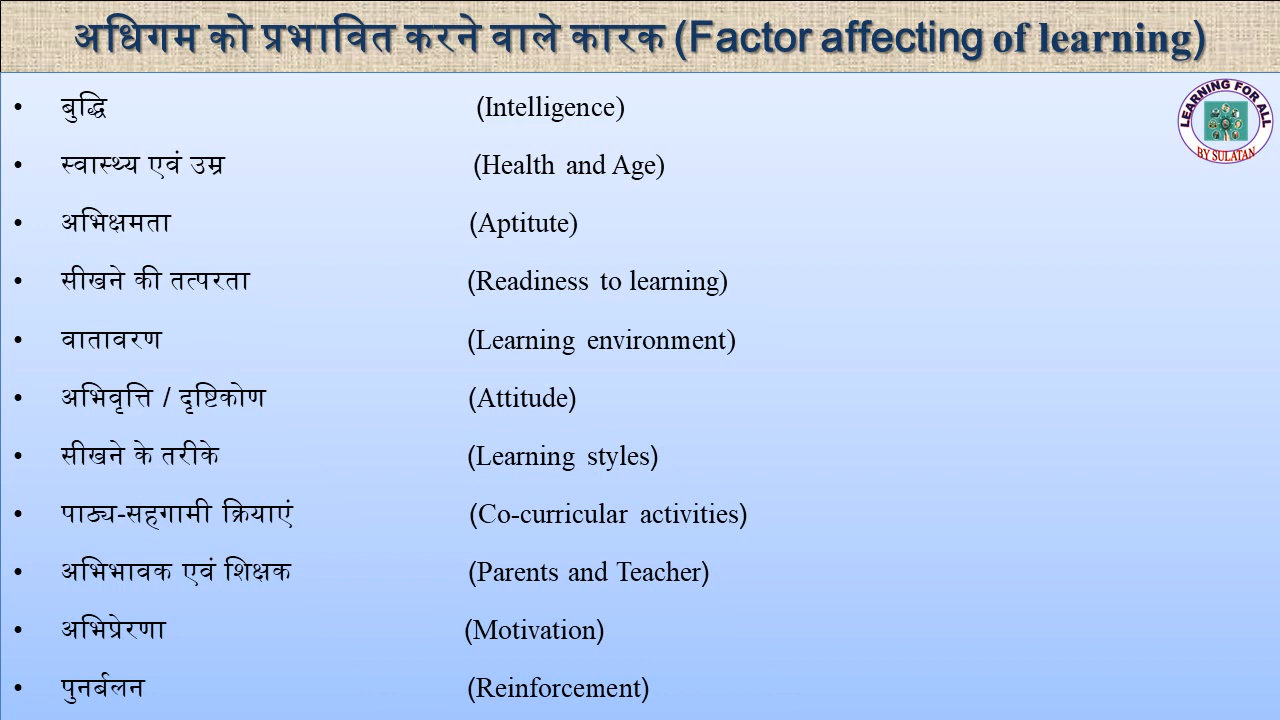 अधिगम को प्रभावित करने वाले कारक (Factor affecting of learning)
• बुद्धि (Intelligence)
• स्वास्थ्य एवं उम्र (Health and Age)
• अभिक्षमता (Aptitute)
• सीखने की तत्परता (Readiness to learning)
• वातावरण (Learning environment)
• अभिवृत्ति / दृष्टिकोण (Attitude)
• सीखने के तरीके (Learning styles)
• पाठ्य-सहगामी क्रियाएं (Co-curricular activities)
• अभिभावक एवं शिक्षक (Parents and Teacher)
• अभिप्रेरणा (Motivation)
• पुनर्बलन (Reinforcement)
LEARNING FOR ALL
BY SULATAN